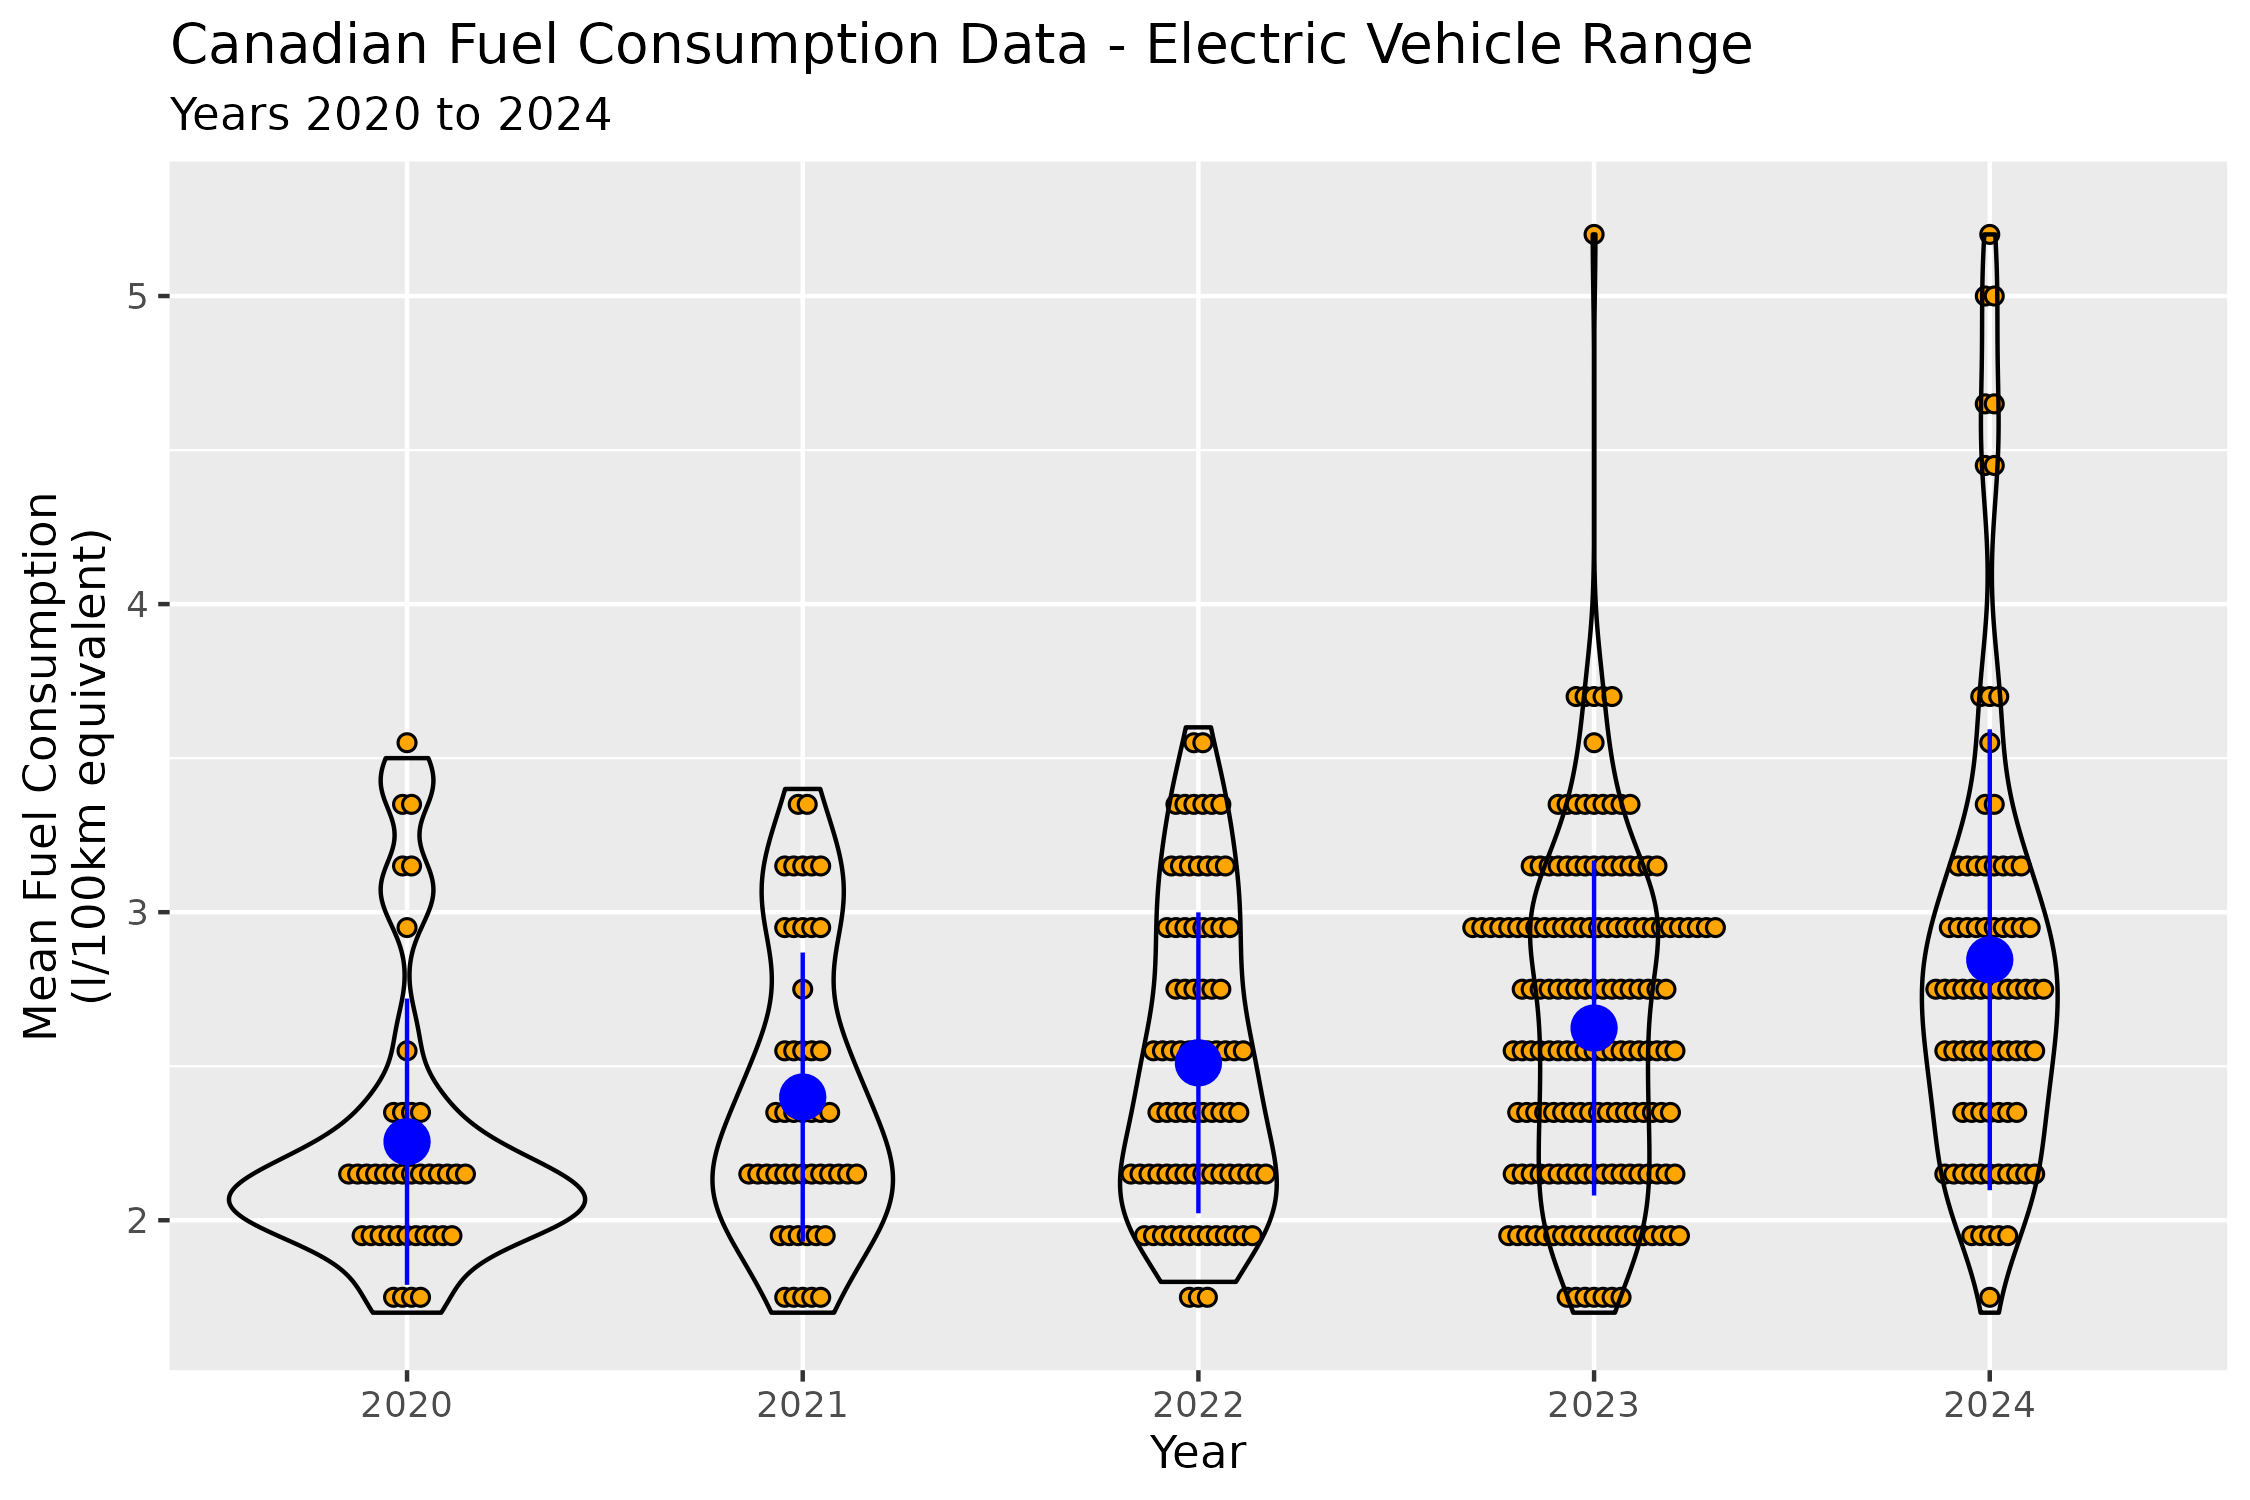 Canadian Fuel Consumption Data - Electric Vehicle Range
Years 2020 to 2024
Mean Fuel Consumption
(l/100km equivalent)
5
4
3
2
2020
2021
2022
2023
2024
Year